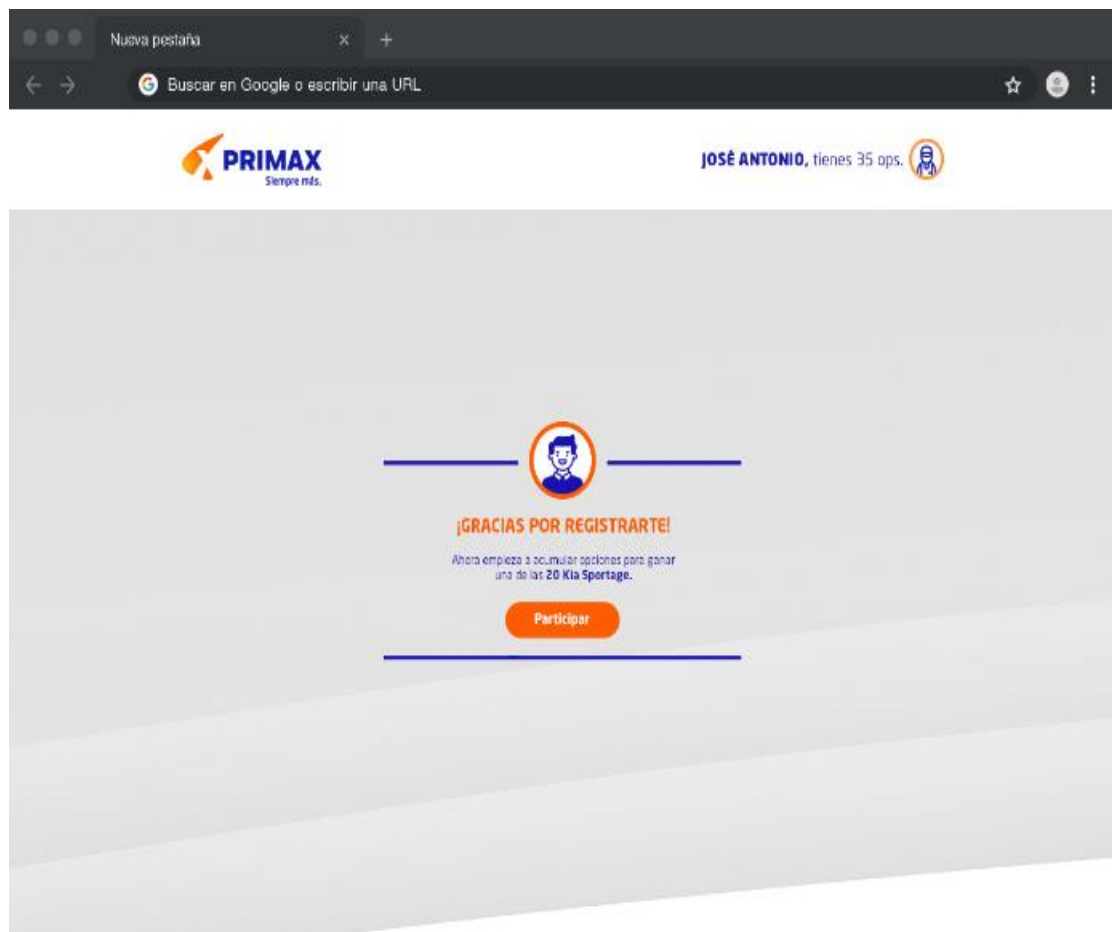 Nueva pestaña × +
Buscar en Google o escribir una URL
PRIMAX
Siempre más.
JOSÉ ANTONIO, tienes 35 ops.
¡GRACIAS POR REGISTRARTE!
Ahora empieza a acumular opciones para ganar
una de las 20 Kia Sportage.
Participar